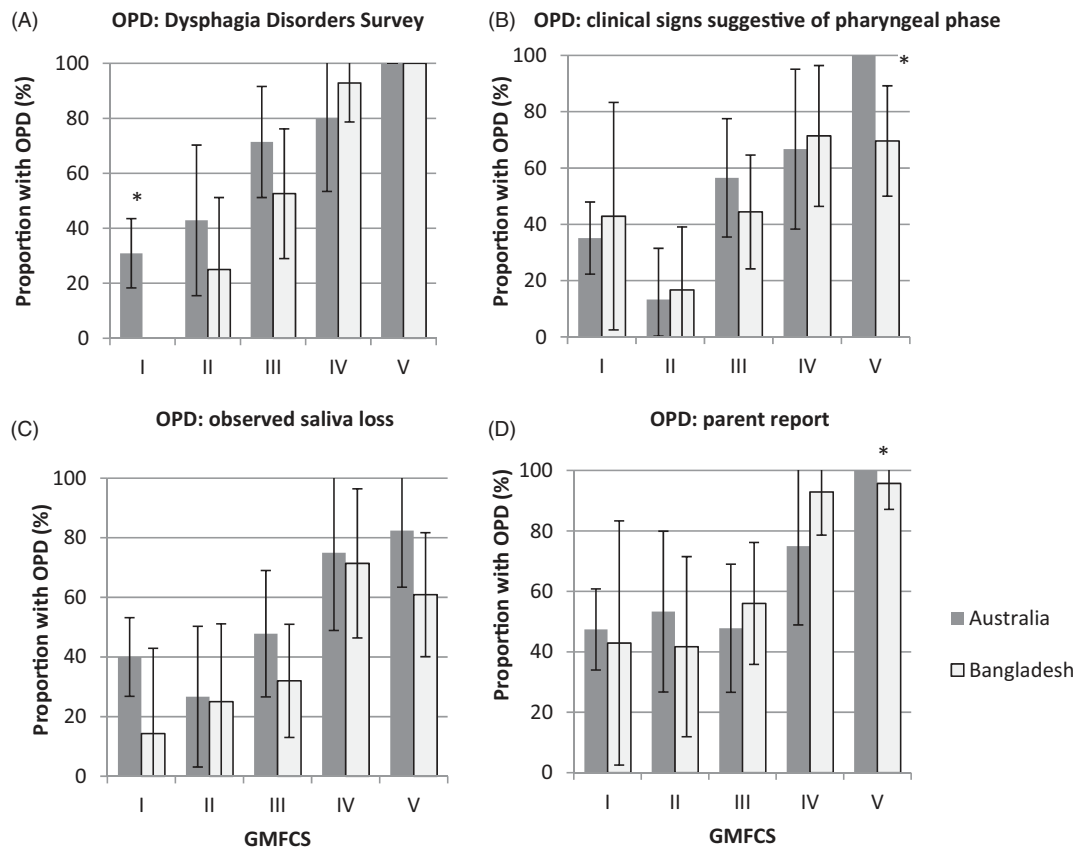 (A)
OPD: Dysphagia Disorders Survey
Proportion with OPD (%)
100
80
60
40
20
0
*
I II III IV V
(B)
OPD: clinical signs suggestive of pharyngeal phase
Proportion with OPD (%)
100
80
60
40
20
0
*
I II III IV V
(C)
OPD: observed saliva loss
Proportion with OPD (%)
100
80
60
40
20
0
I II III IV V
GMFCS
(D)
OPD: parent report
Proportion with OPD (%)
100
80
60
40
20
0
*
I II III IV V
GMFCS
Australia
Bangladesh